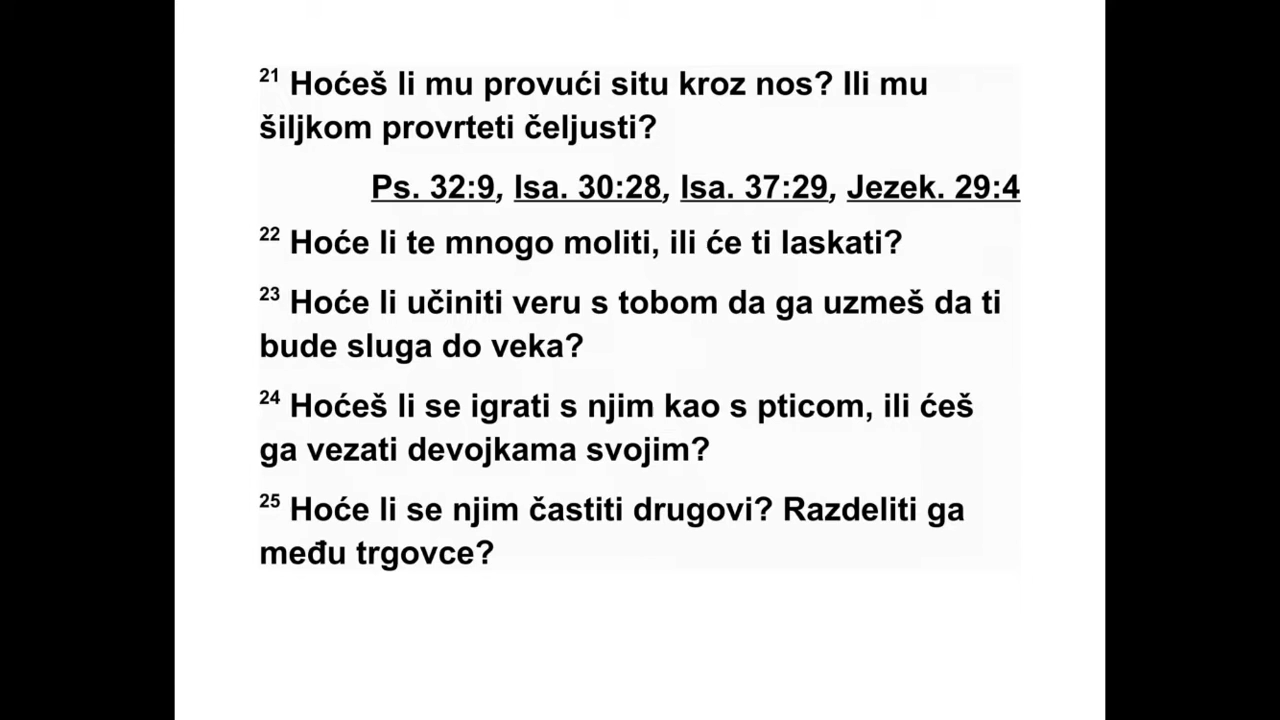 21 Hoćeš li mu provući situ kroz nos? Ili mu
šiljkom provrteti čeljusti?
Ps. 32:9, Isa. 30:28, Isa. 37:29, Jezek. 29:4
22 Hoće li te mnogo moliti, ili će ti laskati?
23 Hoće li učiniti veru s tobom da ga uzmeš da ti
bude sluga do veka?
24 Hoćeš li se igrati s njim kao s pticom, ili ćeš
ga vezati devojkama svojim?
25 Hoće li se njim častiti drugovi? Razdeliti ga
među trgovce?